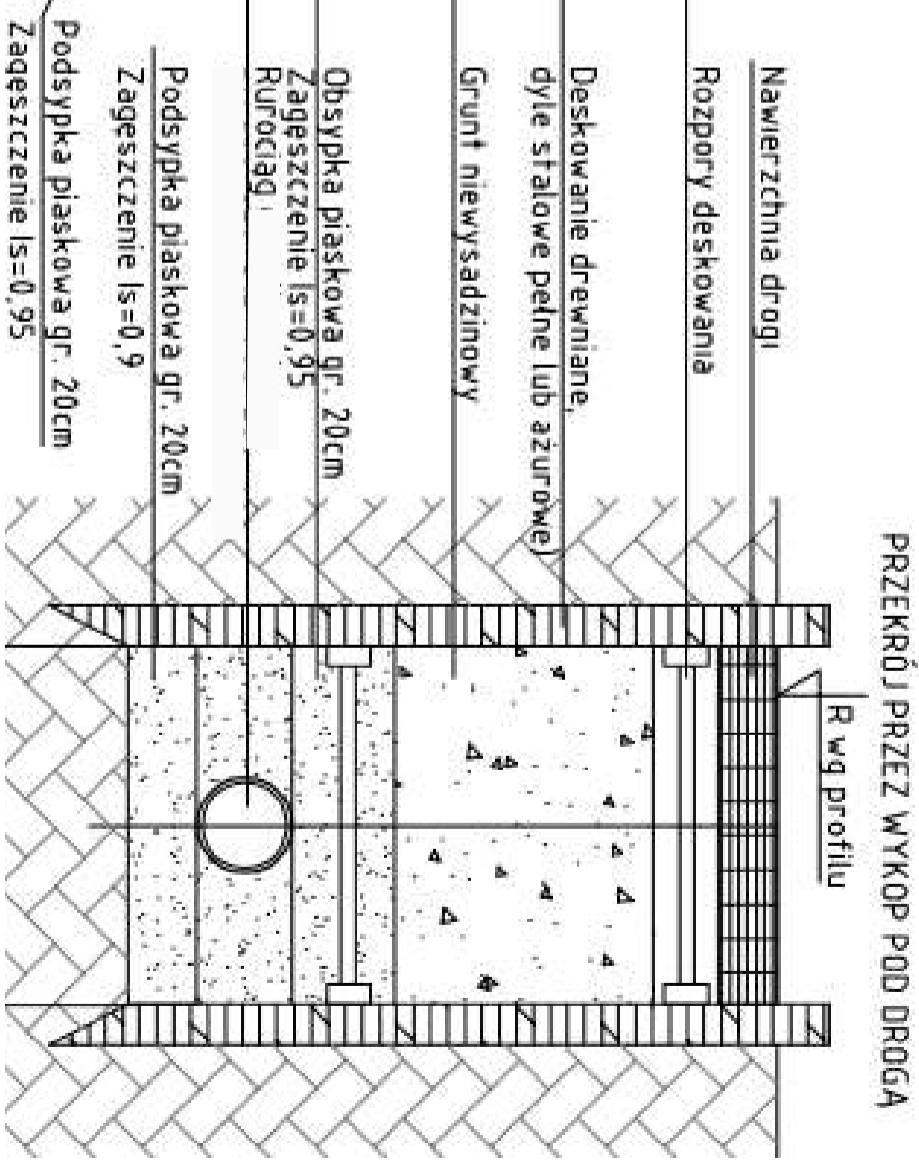 PRZEKRÓJ PRZEZ WYKOP POD DROGĄ
R wg profilu
Nawierzchnia drogi
Rozpory deskowania
Deskowanie drewniane,
dyle stalowe pełne lub ażurowe)
Grunt niewysadzinowy
Obsypka piaskowa gr. 20cm
Zagęszczenie Is=0,95
Rurociąg
Podsypka piaskowa gr. 20cm
Zagęszczenie Is=0,9
Podsypka piaskowa gr. 20cm
Zagęszczenie Is=0,95